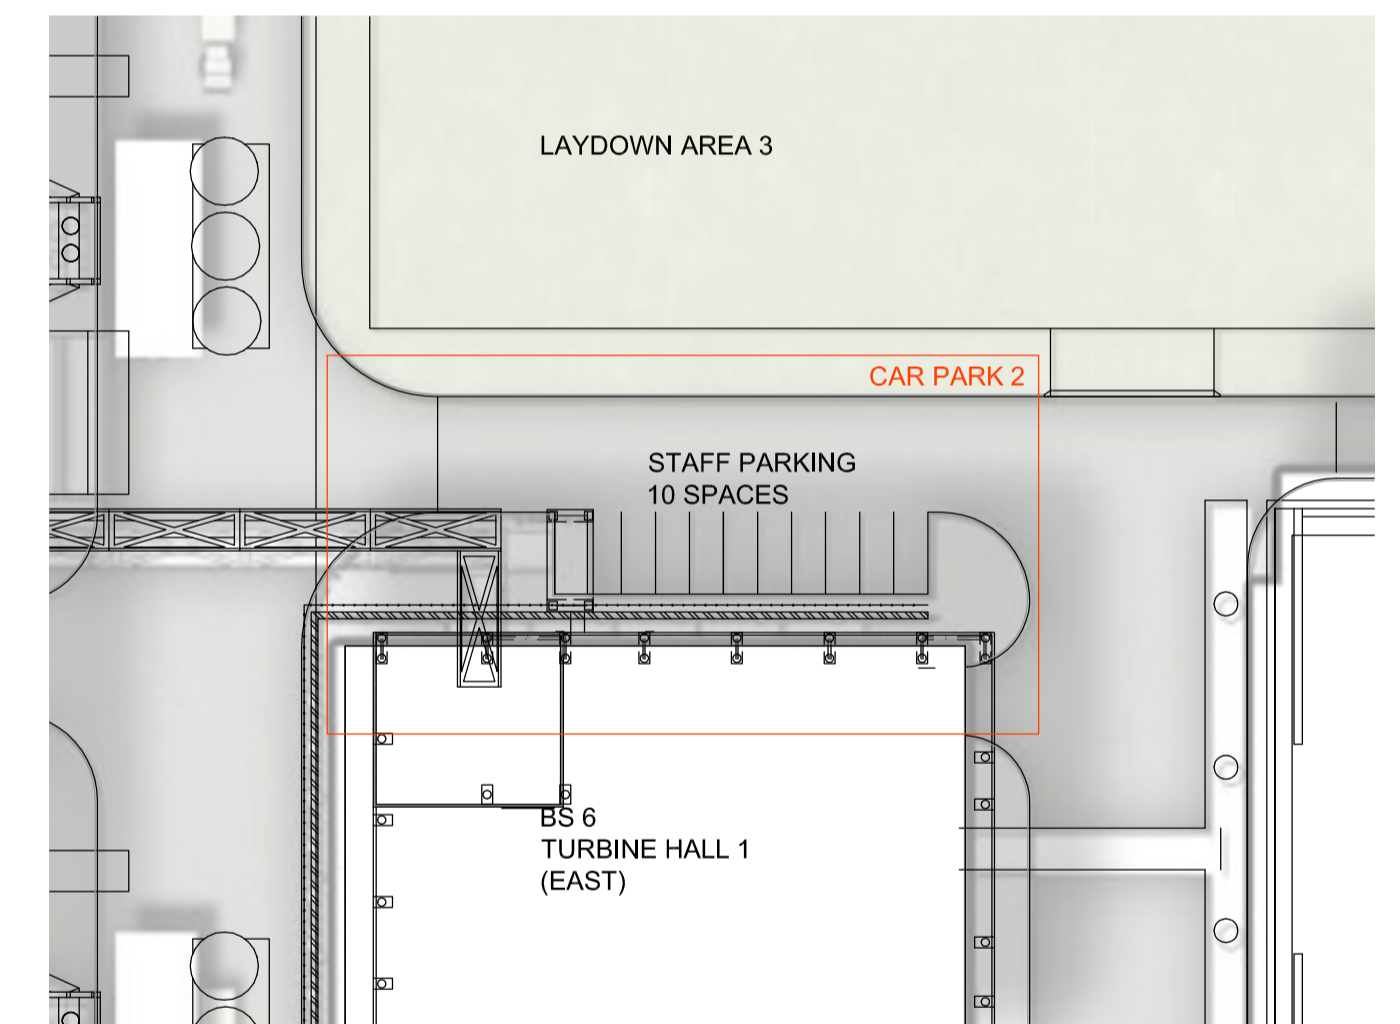 LAYDOWN AREA 3
CAR PARK 2
STAFF PARKING
10 SPACES
BS 6
TURBINE HALL 1
(EAST)